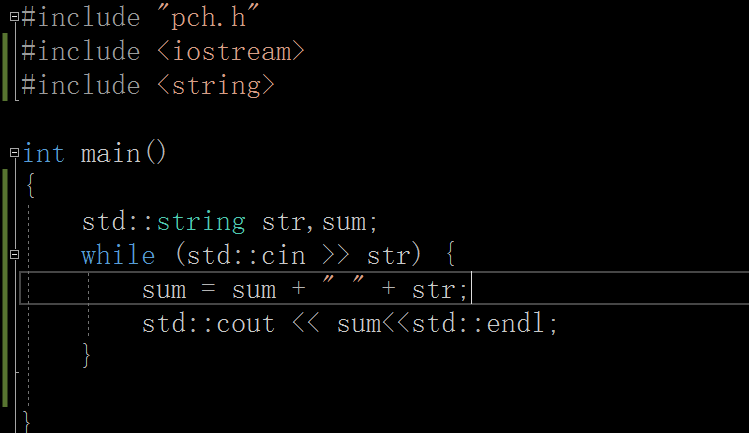 #include "pch.h"
#include <iostream>
#include <string>
int main()
{
std::string str,sum;
while (std::cin >> str) {
sum = sum + " " + str;
std::cout << sum<<std::endl;
}
}